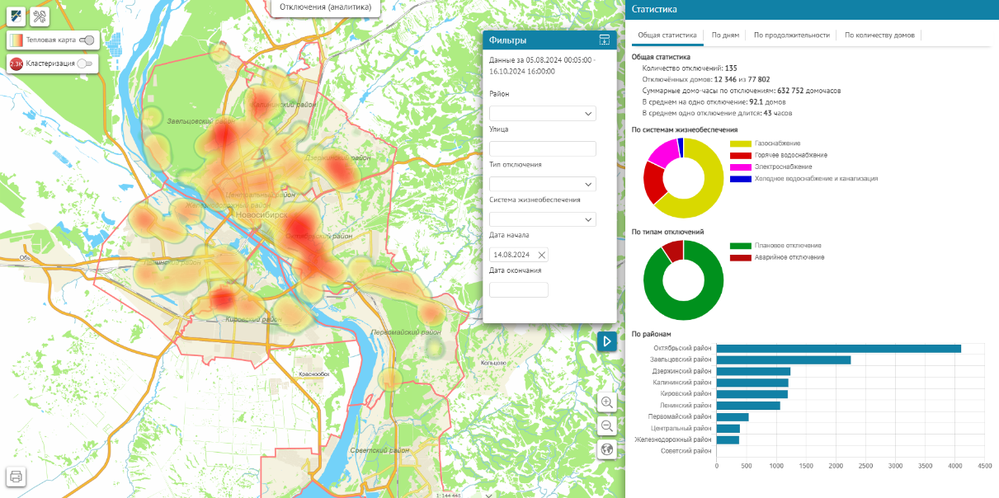 Отключения (аналитика)
Тепловая карта
2.3K Кластеризация
Калининский район
Заельцовский район
Дзержинский район
Центральный район
Железнодорожный район
Новосибирск
Октябрьский район
Обь
Ленинский район
Кировский район
Первомайский район
Кольцово
Краснообск
Советский район
1: 144 448
Фильтры
Данные за 05.08.2024 00:05:00 -
16.10.2024 16:00:00
Район
Улица
Тип отключения
Система жизнеобеспечения
Дата начала
14.08.2024
Дата окончания
Статистика
Общая статистика
По дням
По продолжительности
По количеству домов
Общая статистика
Количество отключений: 135
Отключённых домов: 12 346 из 77 802
Суммарные домо-часы по отключениям: 632 752 домочасов
В среднем на одно отключение: 92.1 домов
В среднем одно отключение длится: 43 часов
По системам жизнеобеспечения
Газоснабжение
Горячее водоснабжение
Электроснабжение
Холодное водоснабжение и канализация
По типам отключений
Плановое отключение
Аварийное отключение
По районам
Октябрьский район
Заельцовский район
Дзержинский район
Калининский район
Кировский район
Ленинский район
Первомайский район
Центральный район
Железнодорожный район
Советский район
0 500 1000 1500 2000 2500 3000 3500 4000 4500